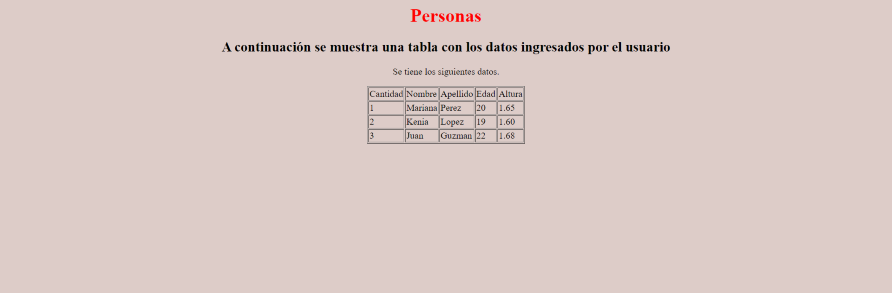 Personas
A continuación se muestra una tabla con los datos ingresados por el usuario
Se tiene los siguientes datos.
Cantidad Nombre Apellido Edad Altura
1 Mariana Perez 20 1.65
2 Kenia Lopez 19 1.60
3 Juan Guzman 22 1.68